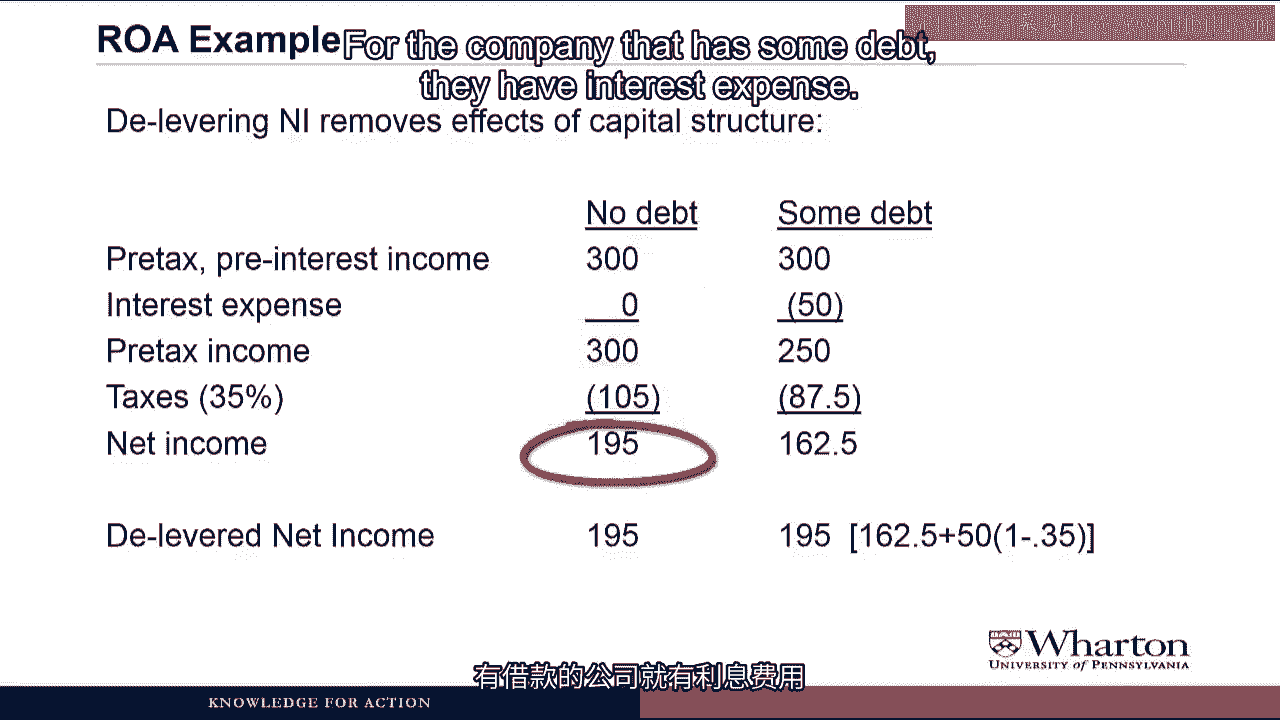 ROA Example
For the company that has some debt,
they have interest expense.
De-levering NI removes effects of capital structure:
No debt Some debt
Pretax, pre-interest income 300 300
Interest expense 0 (50)
Pretax income 300 250
Taxes (35%) (105) (87.5)
Net income 195 162.5
De-levered Net Income 195 195 [162.5+50(1-.35)]
Wharton
UNIVERSITY of PENNSYLVANIA
有借款的公司就有利息费用
KNOWLEDGE FOR ACTION